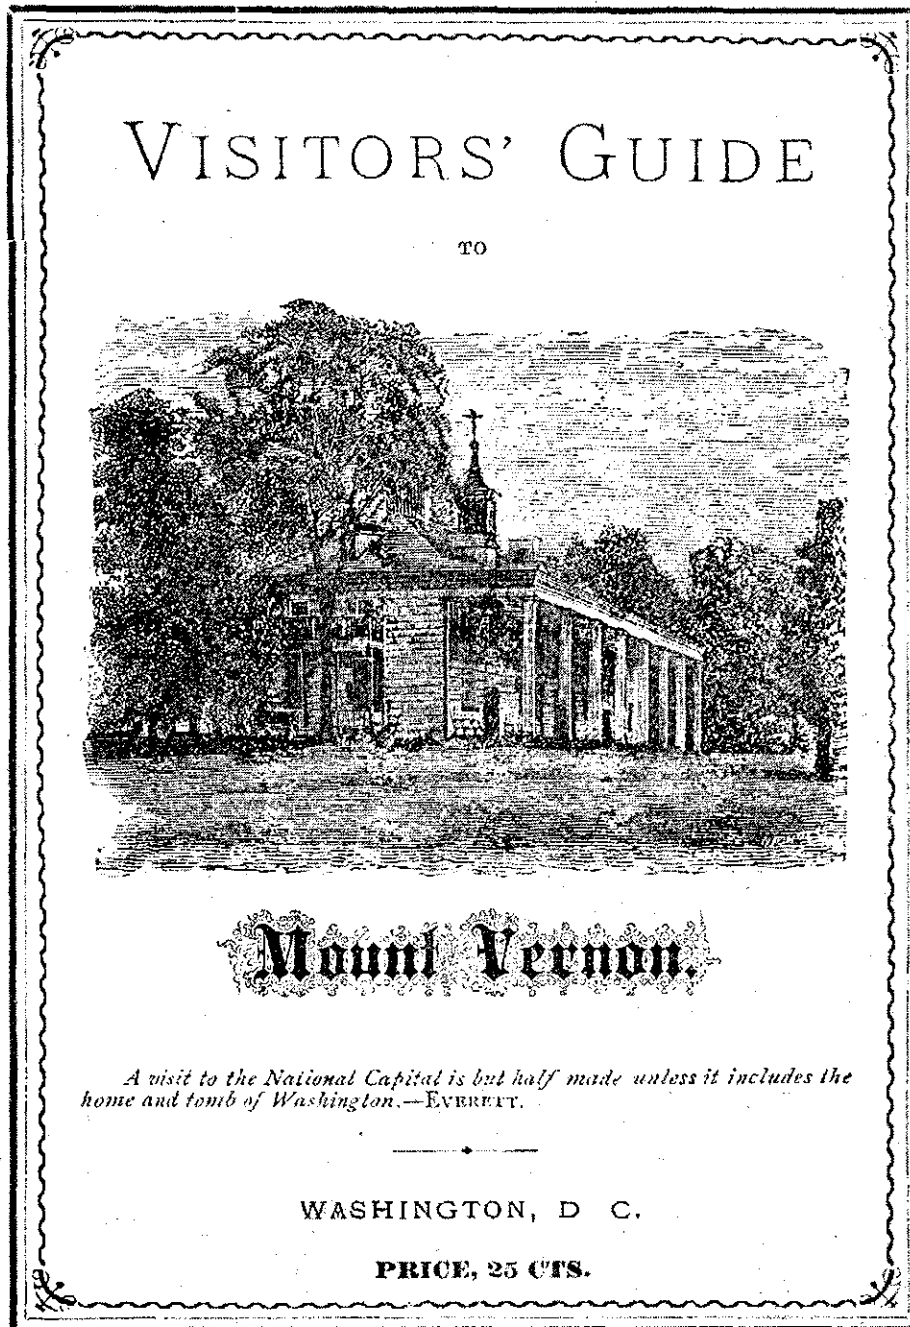 VISITORS' GUIDE
TO
Mount Vernon.
A visit to the National Capital is but half made unless it includes the
home and tomb of Washington.—EVERETT.
WASHINGTON, D C.
PRICE, 25 CTS.